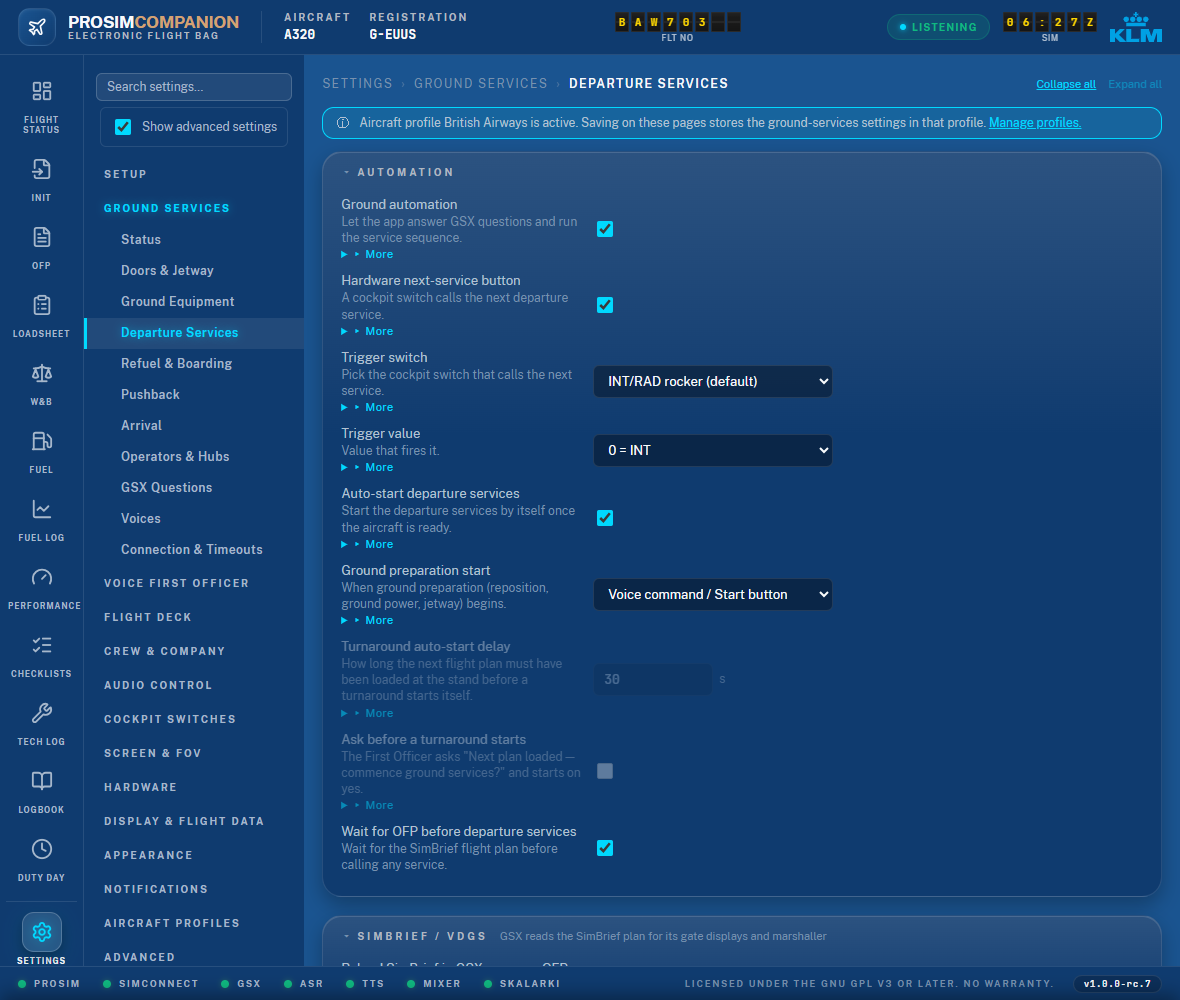 PROSIMCOMPANION
ELECTRONIC FLIGHT BAG
AIRCRAFT
A320
REGISTRATION
G-EUUS
BAW703
FLT NO
LISTENING
06:27Z
SIM
KLM
FLIGHT STATUS
INIT
OFP
LOADSHEET
W&B
FUEL
FUEL LOG
PERFORMANCE
CHECKLISTS
TECH LOG
LOGBOOK
DUTY DAY
SETTINGS
Search settings...
Show advanced settings
SETUP
GROUND SERVICES
Status
Doors & Jetway
Ground Equipment
Departure Services
Refuel & Boarding
Pushback
Arrival
Operators & Hubs
GSX Questions
Voices
Connection & Timeouts
VOICE FIRST OFFICER
FLIGHT DECK
CREW & COMPANY
AUDIO CONTROL
COCKPIT SWITCHES
SCREEN & FOV
HARDWARE
DISPLAY & FLIGHT DATA
APPEARANCE
NOTIFICATIONS
AIRCRAFT PROFILES
ADVANCED
SETTINGS › GROUND SERVICES › DEPARTURE SERVICES
Collapse all
Expand all
Aircraft profile British Airways is active. Saving on these pages stores the ground-services settings in that profile. Manage profiles.
AUTOMATION
Ground automation
Let the app answer GSX questions and run
the service sequence.
More
Hardware next-service button
A cockpit switch calls the next departure
service.
More
Trigger switch
Pick the cockpit switch that calls the next
service.
More
INT/RAD rocker (default)
Trigger value
Value that fires it.
More
0 = INT
Auto-start departure services
Start the departure services by itself once
the aircraft is ready.
More
Ground preparation start
When ground preparation (reposition,
ground power, jetway) begins.
More
Voice command / Start button
Turnaround auto-start delay
How long the next flight plan must have
been loaded at the stand before a
turnaround starts itself.
More
30 s
Ask before a turnaround starts
The First Officer asks "Next plan loaded —
commence ground services?" and starts on
yes.
More
Wait for OFP before departure services
Wait for the SimBrief flight plan before
calling any service.
SIMBRIEF / VDGS GSX reads the SimBrief plan for its gate displays and marshaller
PROSIM
SIMCONNECT
GSX
ASR
TTS
MIXER
SKALARKI
LICENSED UNDER THE GNU GPL V3 OR LATER. NO WARRANTY.
v1.0.0-rc.7